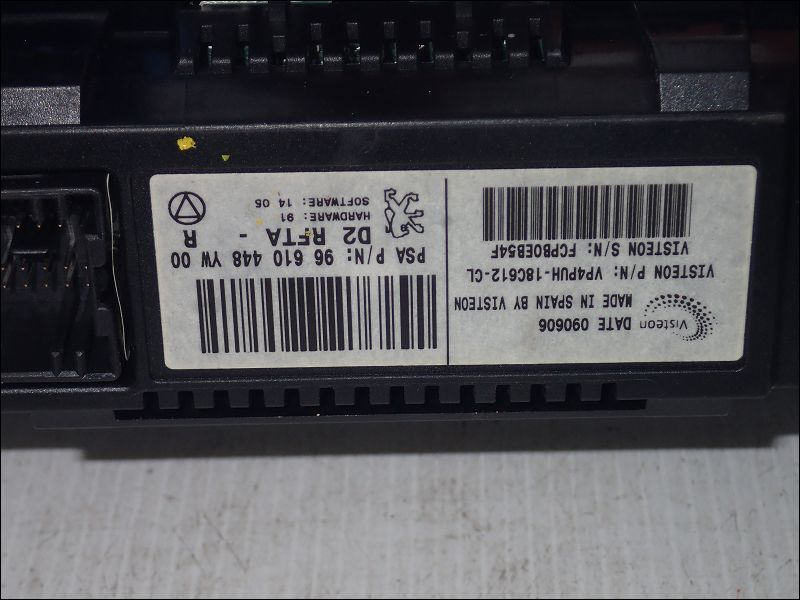 Visteon
DATE 090606
MADE IN SPAIN BY VISTEON
VISTEON P/N: VP4PUH-18C612-CL
VISTEON S/N: FCPB0EB54F
PSA P/N: 96 610 448 YW 00
D2 RFTA - R
HARDWARE: 91
SOFTWARE: 14 05